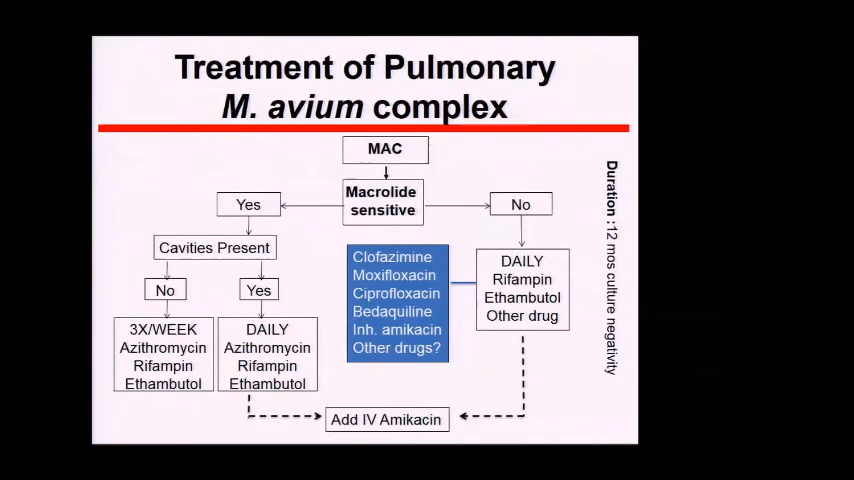 Treatment of Pulmonary
M. avium complex
MAC
Macrolide
sensitive
Yes
No
Cavities Present
No
Yes
3X/WEEK
Azithromycin
Rifampin
Ethambutol
DAILY
Azithromycin
Rifampin
Ethambutol
Clofazimine
Moxifloxacin
Ciprofloxacin
Bedaquiline
Inh. amikacin
Other drugs?
DAILY
Rifampin
Ethambutol
Other drug
Add IV Amikacin
Duration :12 mos culture negativity